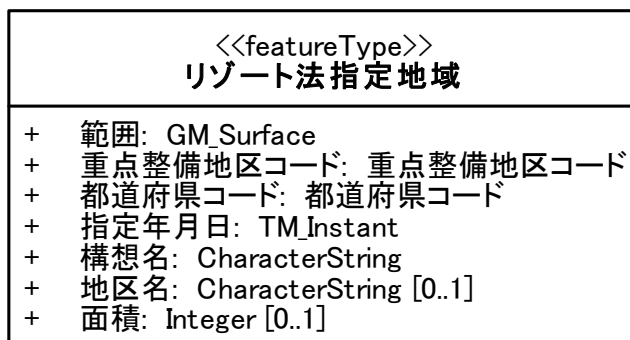 <<featureType>>
リゾート法指定地域
+ 範囲: GM_Surface
+ 重点整備地区コード: 重点整備地区コード
+ 都道府県コード: 都道府県コード
+ 指定年月日: TM_Instant
+ 構想名: CharacterString
+ 地区名: CharacterString [0..1]
+ 面積: Integer [0..1]